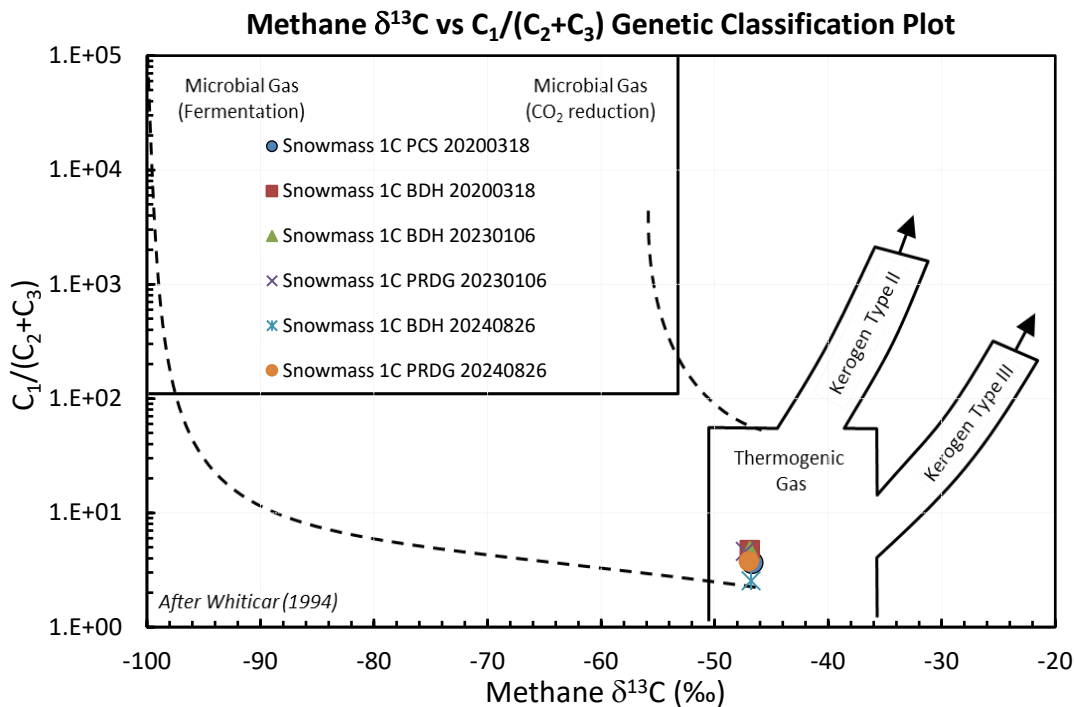 Methane δ¹³C vs C₁/(C₂+C₃) Genetic Classification Plot
1.E+05
1.E+04
1.E+03
1.E+02
1.E+01
1.E+00
C₁/(C₂+C₃)
Microbial Gas
(Fermentation)
Microbial Gas
(CO₂ reduction)
Snowmass 1C PCS 20200318
Snowmass 1C BDH 20200318
Snowmass 1C BDH 20230106
Snowmass 1C PRDG 20230106
Snowmass 1C BDH 20240826
Snowmass 1C PRDG 20240826
Kerogen Type II
Kerogen Type III
Thermogenic
Gas
After Whiticar (1994)
-100 -90 -80 -70 -60 -50 -40 -30 -20
Methane δ¹³C (‰)